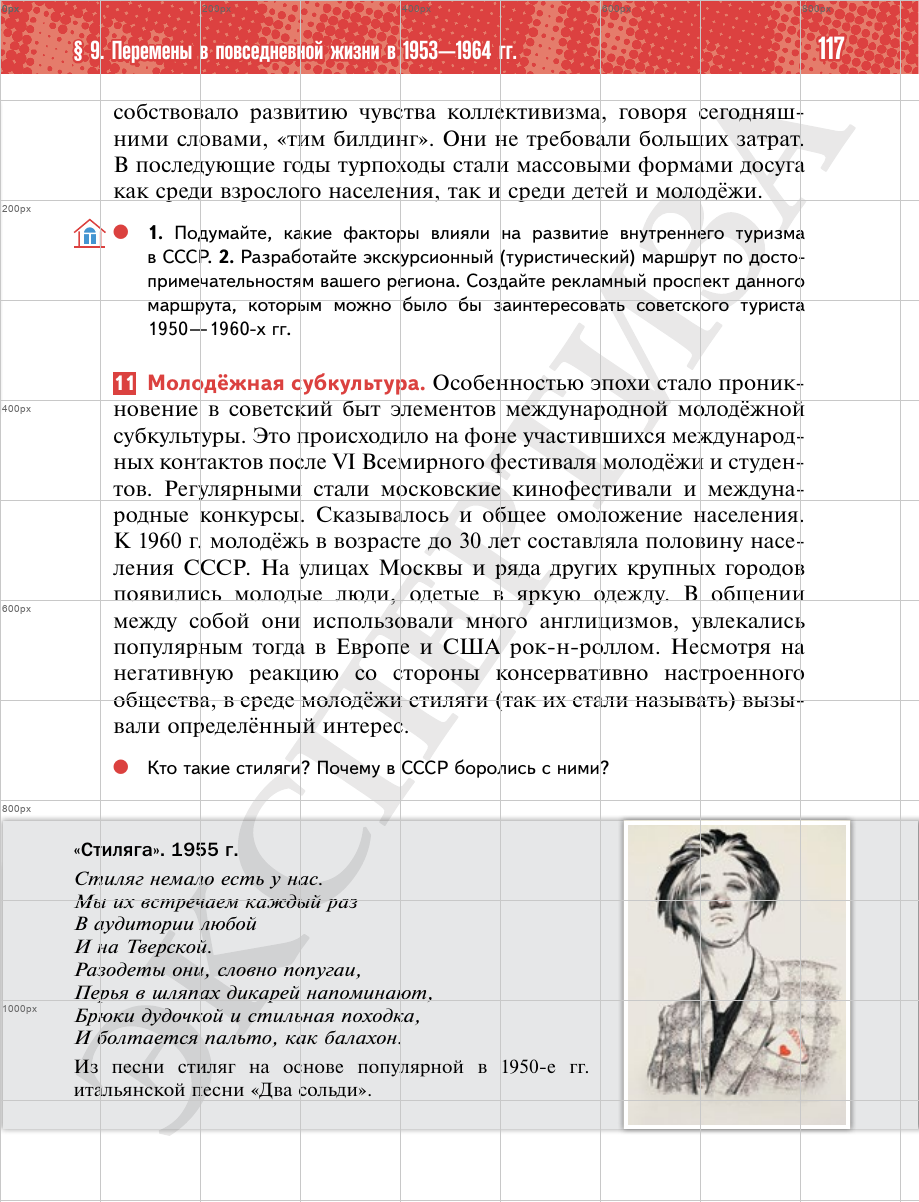 § 9. Перемены в повседневной жизни в 1953—1964 гг.
117
собствовало развитию чувства коллективизма, говоря сегодняш-
ними словами, «тим билдинг». Они не требовали больших затрат.
В последующие годы турпоходы стали массовыми формами досуга
как среди взрослого населения, так и среди детей и молодёжи.
200px
1. Подумайте, какие факторы влияли на развитие внутреннего туризма
в СССР. 2. Разработайте экскурсионный (туристический) маршрут по досто-
примечательностям вашего региона. Создайте рекламный проспект данного
маршрута, которым можно было бы заинтересовать советского туриста
1950—1960-х гг.
11 Молодёжная субкультура. Особенностью эпохи стало проник-
400px
новение в советский быт элементов международной молодёжной
субкультуры. Это происходило на фоне участившихся международ-
ных контактов после VI Всемирного фестиваля молодёжи и студен-
тов. Регулярными стали московские кинофестивали и междуна-
родные конкурсы. Сказывалось и общее омоложение населения.
К 1960 г. молодёжь в возрасте до 30 лет составляла половину насе-
ления СССР. На улицах Москвы и ряда других крупных городов
появились молодые люди, одетые в яркую одежду. В общении
600px
между собой они использовали много англицизмов, увлекались
популярным тогда в Европе и США рок-н-роллом. Несмотря на
негативную реакцию со стороны консервативно настроенного
общества, в среде молодёжи стиляги (так их стали называть) вызы-
вали определённый интерес.
Кто такие стиляги? Почему в СССР боролись с ними?
800px
«Стиляга». 1955 г.
Стиляг немало есть у нас.
Мы их встречаем каждый раз
В аудитории любой
И на Тверской.
Разодеты они, словно попугаи,
Перья в шляпах дикарей напоминают,
1000px
Брюки дудочкой и стильная походка,
И болтается пальто, как балахон.
Из песни стиляг на основе популярной в 1950-е гг.
итальянской песни «Два сольди».
ЭКСПЕРТИЗА